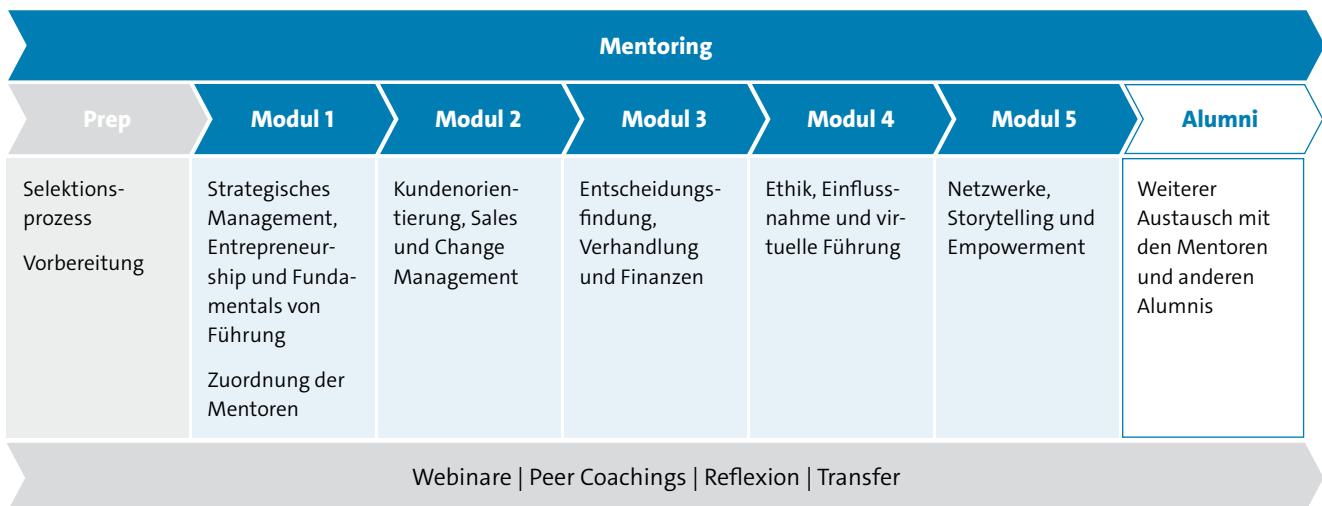 Mentoring
Prep
Modul 1
Modul 2
Modul 3
Modul 4
Modul 5
Alumni
Selektions-
prozess
Vorbereitung
Strategisches
Management,
Entrepreneur-
ship und Funda-
mentals von
Führung
Zuordnung der
Mentoren
Kundenorien-
tierung, Sales
und Change
Management
Entscheidungs-
findung,
Verhandlung
und Finanzen
Ethik, Einfluss-
nahme und vir-
tuelle Führung
Netzwerke,
Storytelling und
Empowerment
Weiterer
Austausch mit
den Mentoren
und anderen
Alumnis
Webinare | Peer Coachings | Reflexion | Transfer